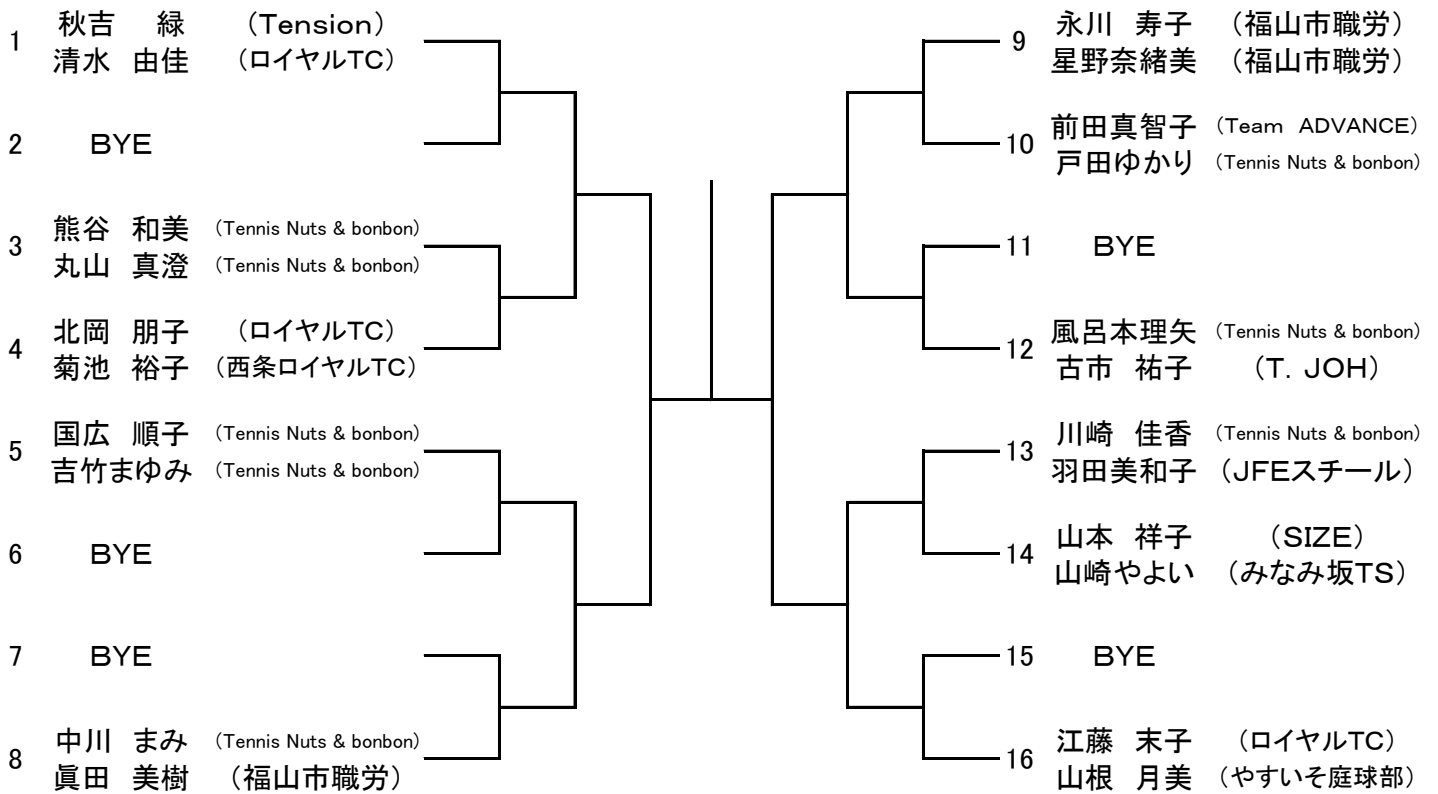 1 秋吉 緑 （Tension）
清水 由佳 （ロイヤルTC）
2 BYE
3 熊谷 和美 （Tennis Nuts & bonbon）
丸山 真澄 （Tennis Nuts & bonbon）
4 北岡 朋子 （ロイヤルTC）
菊池 裕子 （西条ロイヤルTC）
5 国広 順子 （Tennis Nuts & bonbon）
吉竹まゆみ （Tennis Nuts & bonbon）
6 BYE
7 BYE
8 中川 まみ （Tennis Nuts & bonbon）
眞田 美樹 （福山市職労）
9 永川 寿子 （福山市職労）
星野奈緒美 （福山市職労）
10 前田真智子 （Team ADVANCE）
戸田ゆかり （Tennis Nuts & bonbon）
11 BYE
12 風呂本理矢 （Tennis Nuts & bonbon）
古市 祐子 （T. JOH）
13 川崎 佳香 （Tennis Nuts & bonbon）
羽田美和子 （JFEスチール）
14 山本 祥子 （SIZE）
山崎やよい （みなみ坂TS）
15 BYE
16 江藤 末子 （ロイヤルTC）
山根 月美 （やすいそ庭球部）